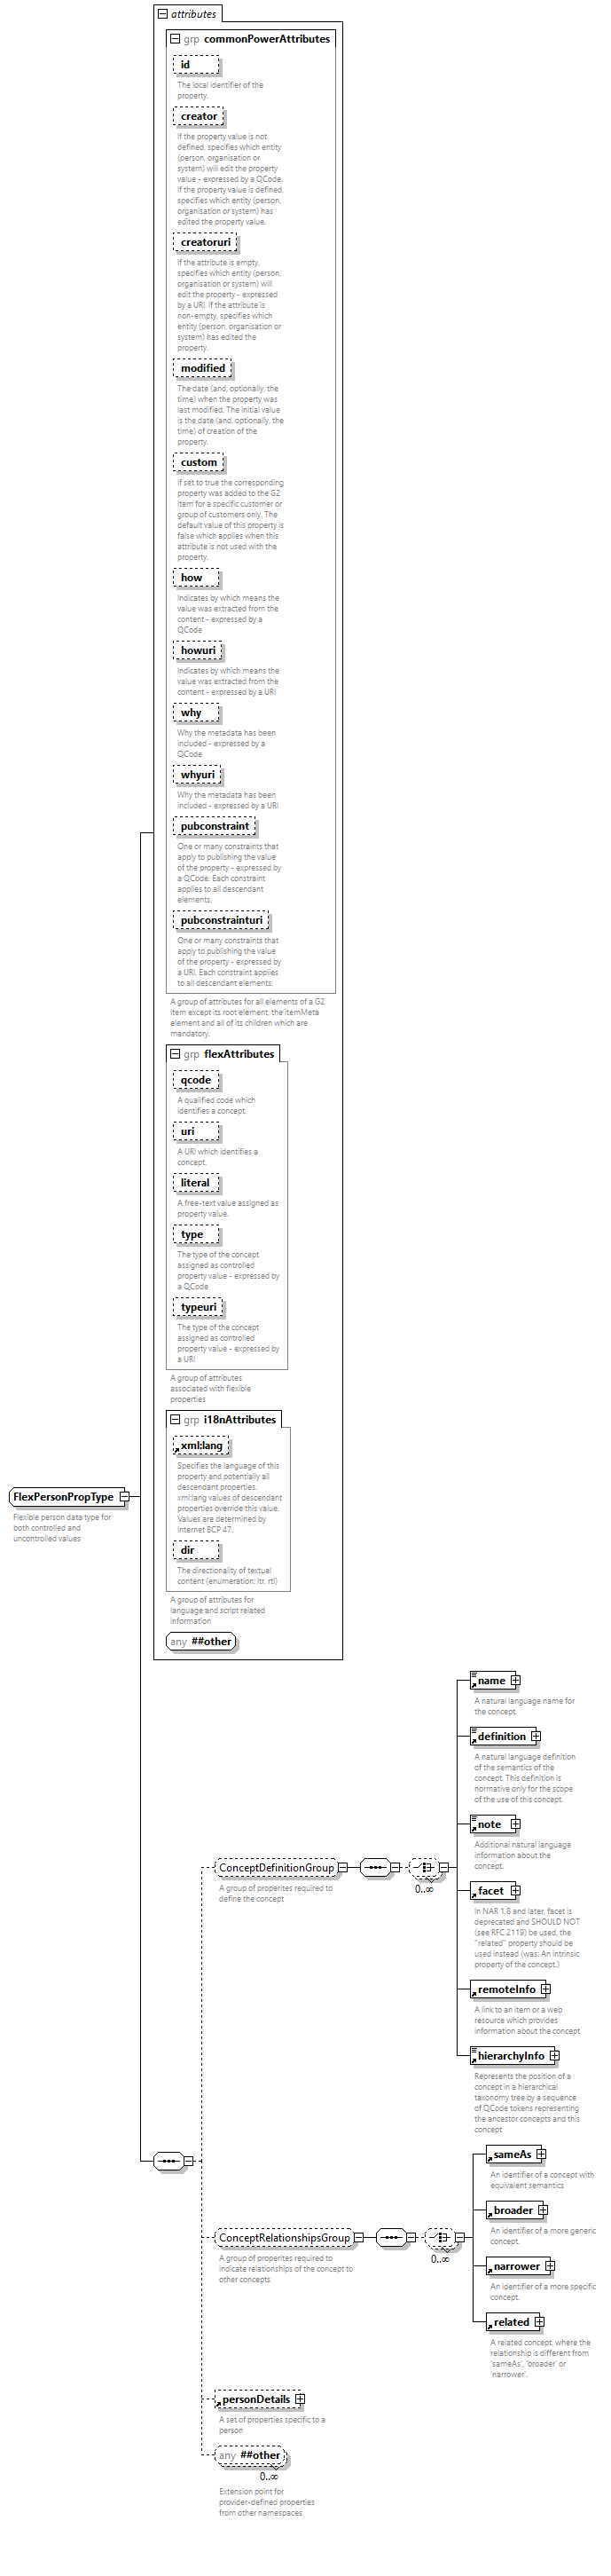 attributes
grp commonPowerAttributes
id
The local identifier of the
property.
creator
If the property value is not
defined, specifies which entity
(person, organisation or
system) will edit the property
value - expressed by a QCode.
If the property value is defined,
specifies which entity (person,
organisation or system) has
edited the property value.
creatoruri
If the attribute is empty,
specifies which entity (person,
organisation or system) will
edit the property - expressed
by a URI. If the attribute is
non-empty, specifies which
entity (person, organisation or
system) has edited the
property.
modified
The date (and, optionally, the
time) when the property was
last modified. The initial value
is the date (and, optionally, the
time) of creation of the
property.
custom
If set to true the corresponding
property was added to the G2
Item for a specific customer or
group of customers only. The
default value of this property is
false which applies when this
attribute is not used with the
property.
how
Indicates by which means the
value was extracted from the
content - expressed by a
QCode
howuri
Indicates by which means the
value was extracted from the
content - expressed by a URI
why
Why the metadata has been
included - expressed by a
QCode
whyuri
Why the metadata has been
included - expressed by a URI
pubconstraint
One or many constraints that
apply to publishing the value
of the property - expressed by
a QCode. Each constraint
applies to all descendant
elements.
pubconstrainturi
One or many constraints that
apply to publishing the value
of the property - expressed by
a URI. Each constraint applies
to all descendant elements.
A group of attributes for all elements of a G2
Item except its root element, the itemMeta
element and all of its children which are
mandatory.
grp flexAttributes
qcode
A qualified code which
identifies a concept.
uri
A URI which identifies a
concept.
literal
A free-text value assigned as
property value.
type
The type of the concept
assigned as controlled
property value - expressed by
a QCode
typeuri
The type of the concept
assigned as controlled
property value - expressed by
a URI
A group of attributes
associated with flexible
properties
grp i18nAttributes
xml:lang
Specifies the language of this
property and potentially all
descendant properties.
xml:lang values of descendant
properties override this value.
Values are determined by
Internet BCP 47.
dir
The directionality of textual
content (enumeration: ltr, rtl)
A group of attributes for
language and script related
information
any ##other
FlexPersonPropType
Flexible person data type for
both controlled and
uncontrolled values
name
A natural language name for
the concept.
definition
A natural language definition
of the semantics of the
concept. This definition is
normative only for the scope
of the use of this concept.
note
Additional natural language
information about the
concept.
ConceptDefinitionGroup
0..∞
A group of properites required to
define the concept
facet
In NAR 1.8 and later, facet is
deprecated and SHOULD NOT
(see RFC 2119) be used, the
"related" property should be
used instead (was: An intrinsic
property of the concept.)
remoteInfo
A link to an item or a web
resource which provides
information about the concept
hierarchyInfo
Represents the position of a
concept in a hierarchical
taxonomy tree by a sequence
of QCode tokens representing
the ancestor concepts and this
concept
sameAs
An identifier of a concept with
equivalent semantics
broader
An identifier of a more generic
concept.
ConceptRelationshipsGroup
0..∞
A group of properites required to
indicate relationships of the concept to
other concepts
narrower
An identifier of a more specific
concept.
related
A related concept, where the
relationship is different from
'sameAs', 'broader' or
'narrower'.
personDetails
A set of properties specific to a
person
any ##other
0..∞
Extension point for
provider-defined properties
from other namespaces